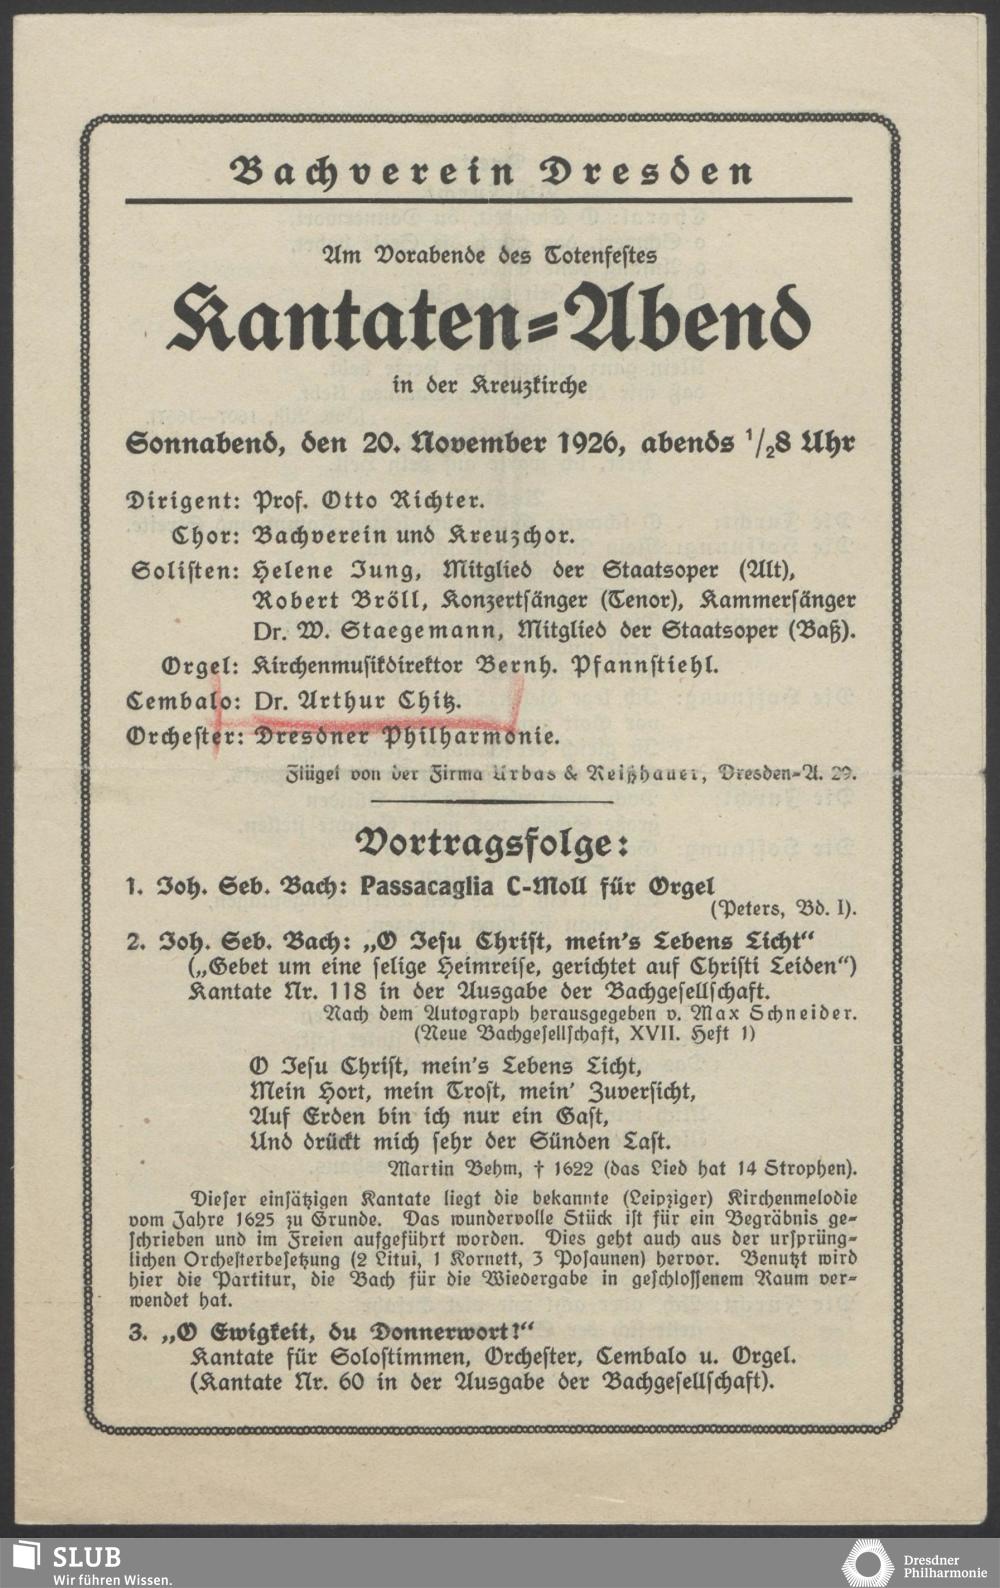 Bachverein Dresden
Am Vorabende des Totenfestes
Kantaten=Abend
in der Kreuzkirche
Sonnabend, den 20. November 1926, abends 1/28 Uhr
Dirigent: Prof. Otto Richter.
Chor: Bachverein und Kreuzchor.
Solisten: Helene Jung, Mitglied der Staatsoper (Alt),
Robert Bröll, Konzertsänger (Tenor), Kammersänger
Dr. W. Staegemann, Mitglied der Staatsoper (Baß).
Orgel: Kirchenmusikdirektor Bernh. Pfannstiehl.
Cembalo: Dr. Arthur Chitz.
Orchester: Dresdner Philharmonie.
Flügel von der Firma Urbas & Reißhauer, Dresden=A. 29.
Vortragsfolge:
1. Joh. Seb. Bach: Passacaglia C-Moll für Orgel
(Peters, Bd. I).
2. Joh. Seb. Bach: „O Jesu Christ, mein's Lebens Licht“
(„Gebet um eine selige Heimreise, gerichtet auf Christi Leiden“)
Kantate Nr. 118 in der Ausgabe der Bachgesellschaft.
Nach dem Autograph herausgegeben v. Max Schneider.
(Neue Bachgesellschaft, XVII. Heft 1)
O Jesu Christ, mein's Lebens Licht,
Mein Hort, mein Trost, mein' Zuversicht,
Auf Erden bin ich nur ein Gast,
Und drückt mich sehr der Sünden Last.
Martin Behm, † 1622 (das Lied hat 14 Strophen).
Dieser einsätzigen Kantate liegt die bekannte (Leipziger) Kirchenmelodie
vom Jahre 1625 zu Grunde. Das wundervolle Stück ist für ein Begräbnis ge=
schrieben und im Freien aufgeführt worden. Dies geht auch aus der ursprüng=
lichen Orchesterbesetzung (2 Litui, 1 Kornett, 3 Posaunen) hervor. Benutzt wird
hier die Partitur, die Bach für die Wiedergabe in geschlossenem Raum ver=
wendet hat.
3. „O Ewigkeit, du Donnerwort!“
Kantate für Solostimmen, Orchester, Cembalo u. Orgel.
(Kantate Nr. 60 in der Ausgabe der Bachgesellschaft).
SLUB
Wir führen Wissen.
Dresdner
Philharmonie